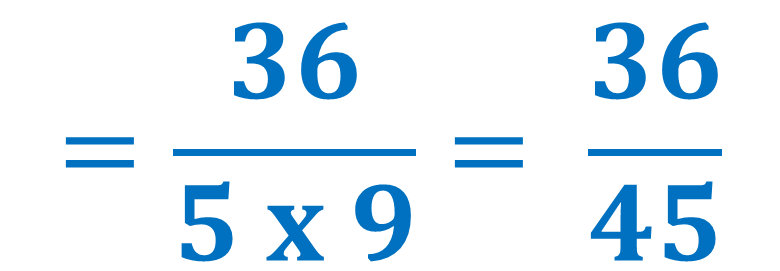 = 36 / 5 x 9 = 36 / 45